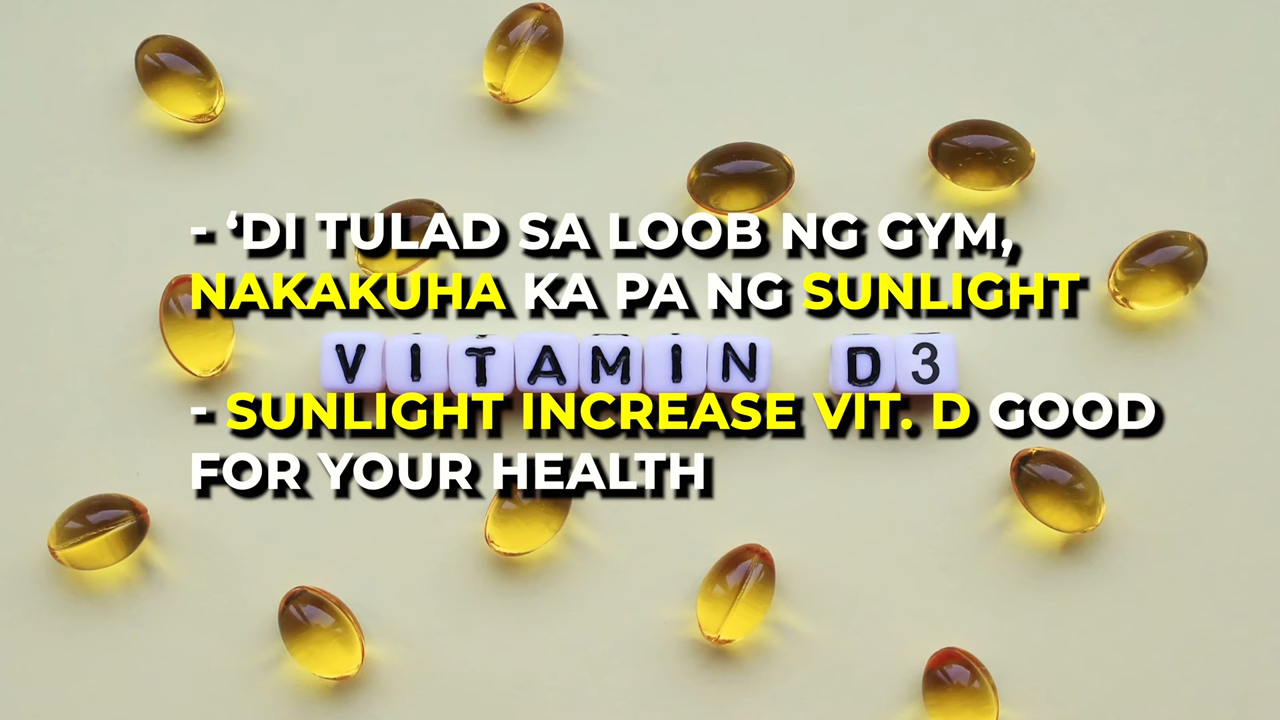 - ‘DI TULAD SA LOOB NG GYM,
NAKAKUHA KA PA NG SUNLIGHT
VITAMIN D3
- SUNLIGHT INCREASE VIT. D GOOD
FOR YOUR HEALTH